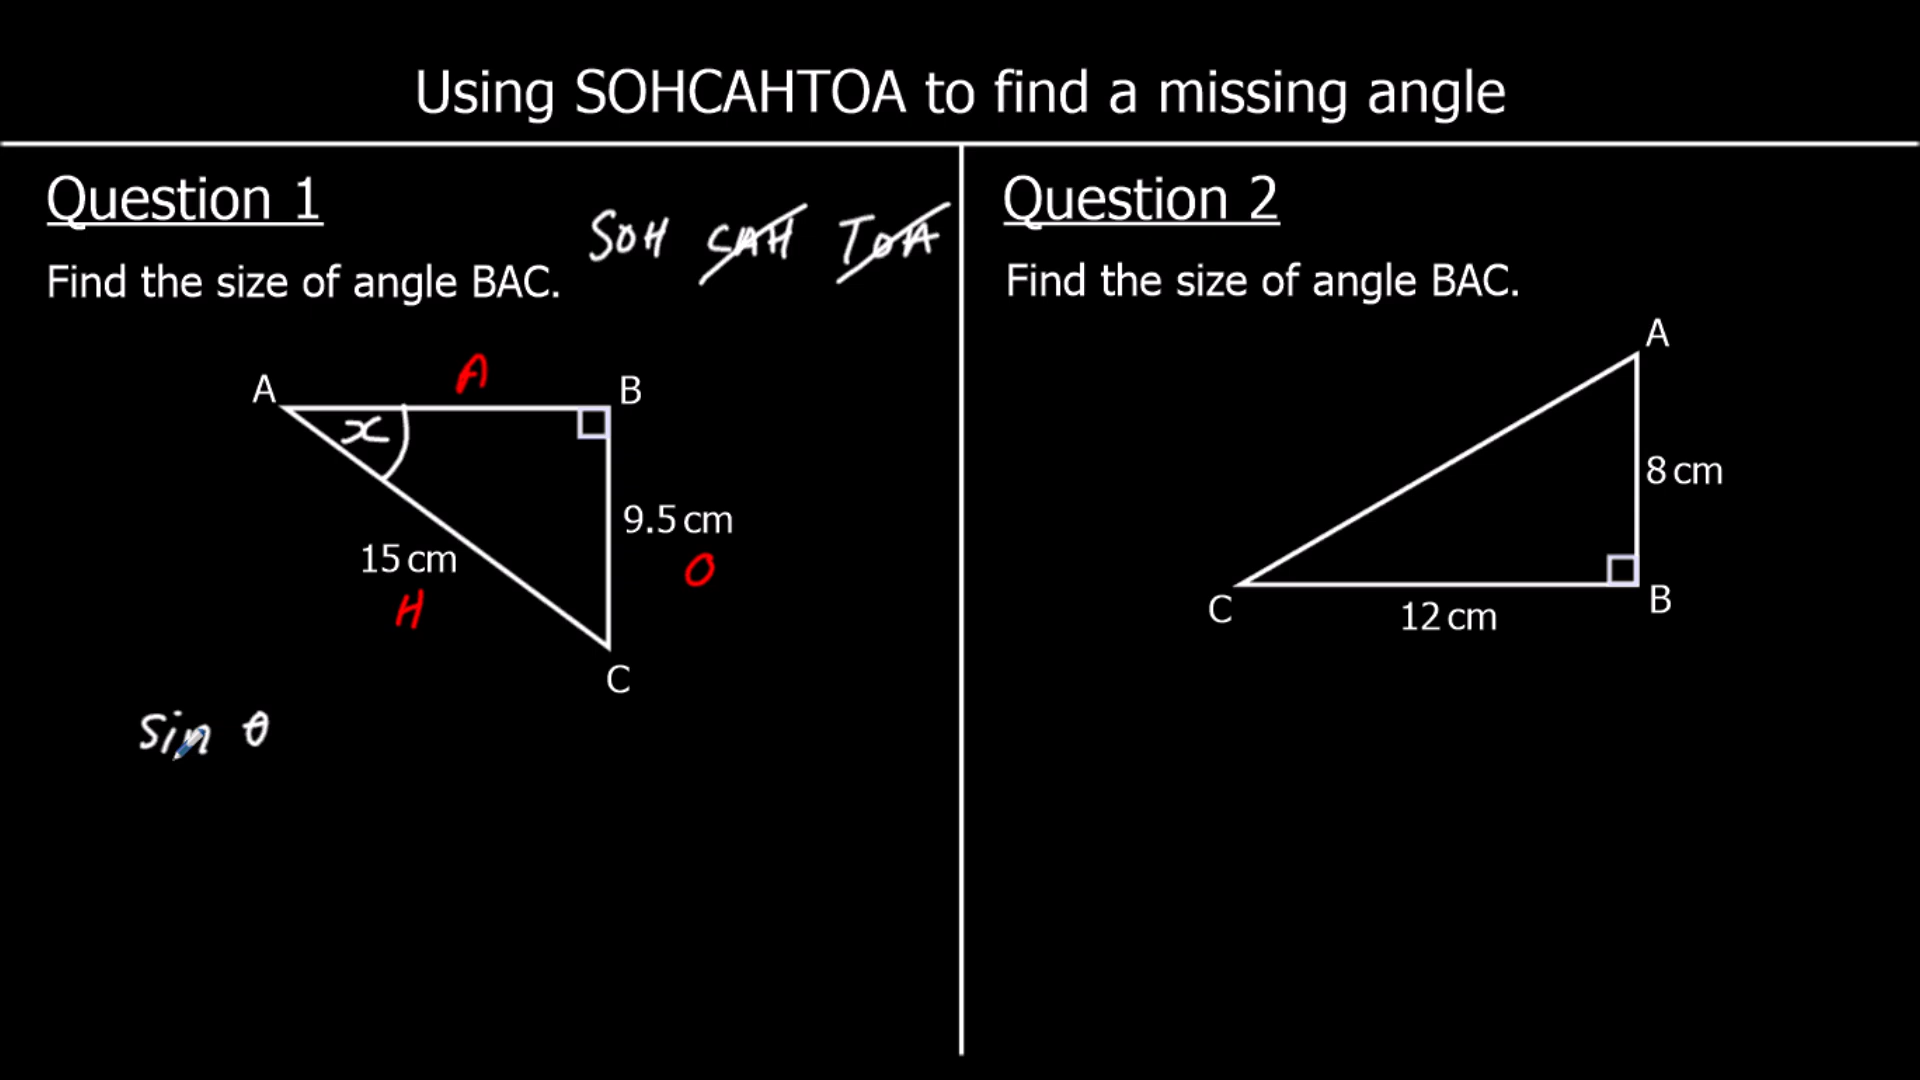 Using SOHCAHTOA to find a missing angle
Question 1
SOH CAH TOA
Find the size of angle BAC.
A
A
B
x
9.5 cm
O
15 cm
H
C
Sin θ
Question 2
Find the size of angle BAC.
A
8 cm
C
12 cm
B